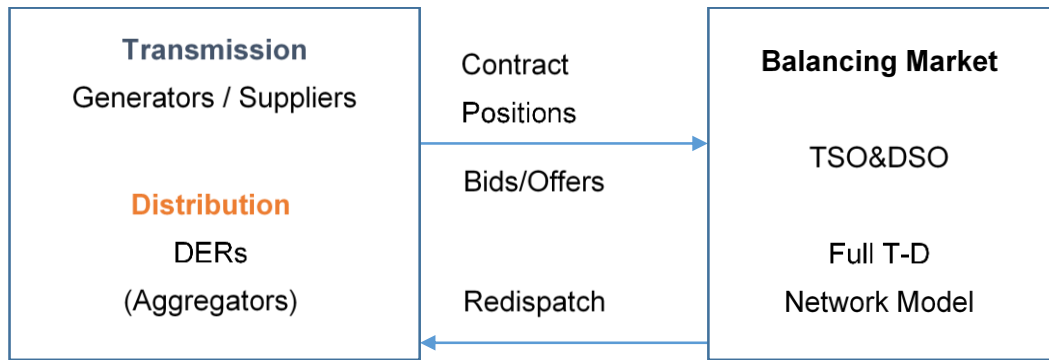 Transmission
Generators / Suppliers
Distribution
DERs
(Aggregators)
Contract
Positions
Bids/Offers
Redispatch
Balancing Market
TSO&DSO
Full T-D
Network Model